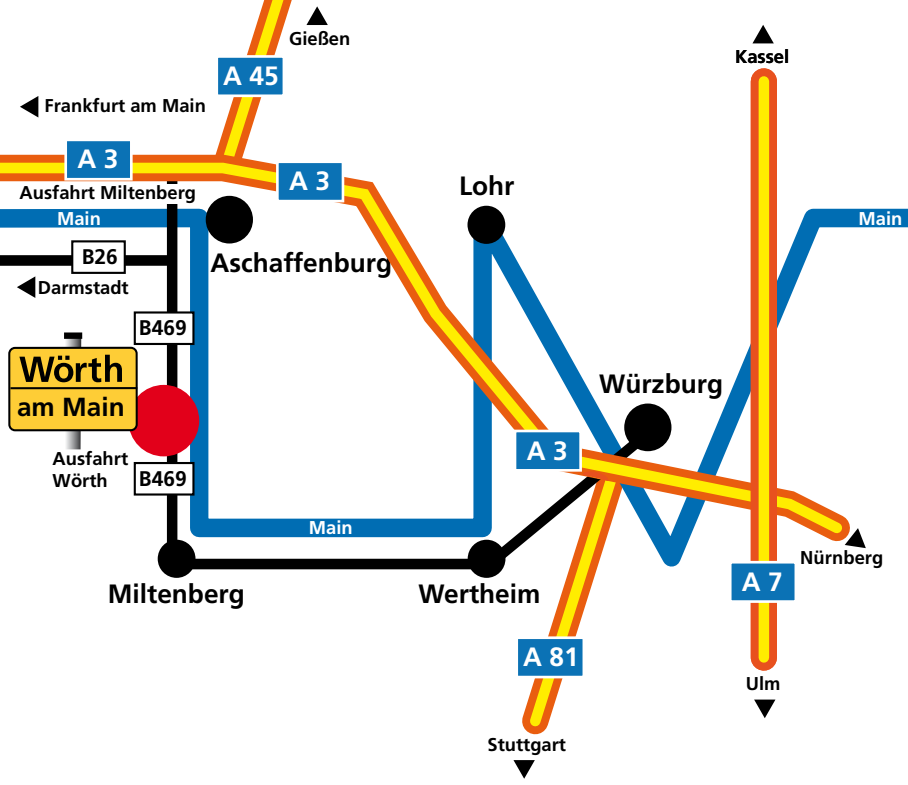 Gießen
Kassel
A 45
Frankfurt am Main
A 3
A 3
Ausfahrt Miltenberg
Lohr
Main
Main
B26
Aschaffenburg
Darmstadt
B469
Wörth
am Main
Würzburg
A 3
Ausfahrt
Wörth
B469
Main
Nürnberg
A 7
Miltenberg
Wertheim
A 81
Ulm
Stuttgart